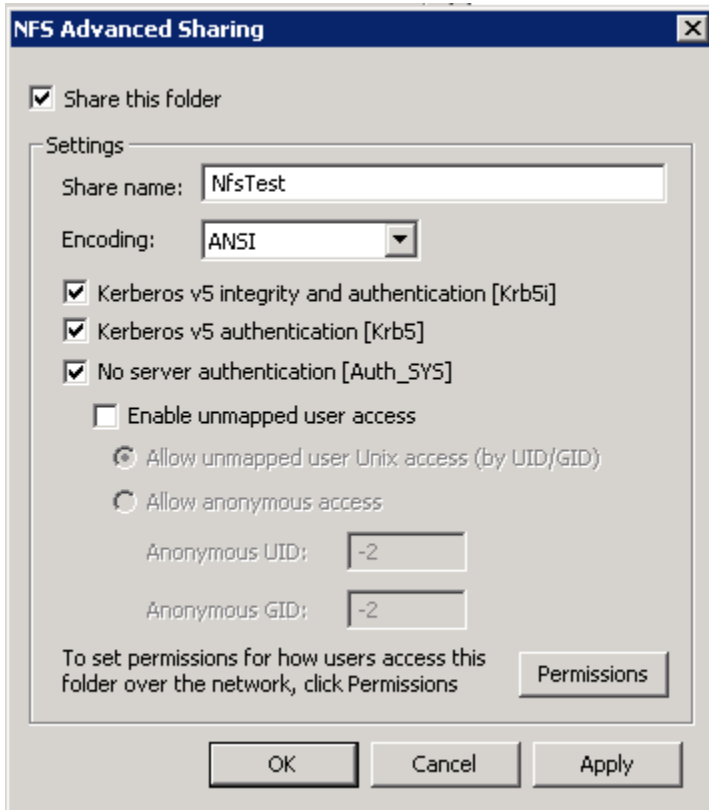 NFS Advanced Sharing
Share this folder
Settings
Share name: NfsTest
Encoding: ANSI
Kerberos v5 integrity and authentication [Krb5i]
Kerberos v5 authentication [Krb5]
No server authentication [Auth_SYS]
Enable unmapped user access
Allow unmapped user Unix access (by UID/GID)
Allow anonymous access
Anonymous UID: -2
Anonymous GID: -2
To set permissions for how users access this
folder over the network, click Permissions
Permissions
OK Cancel Apply